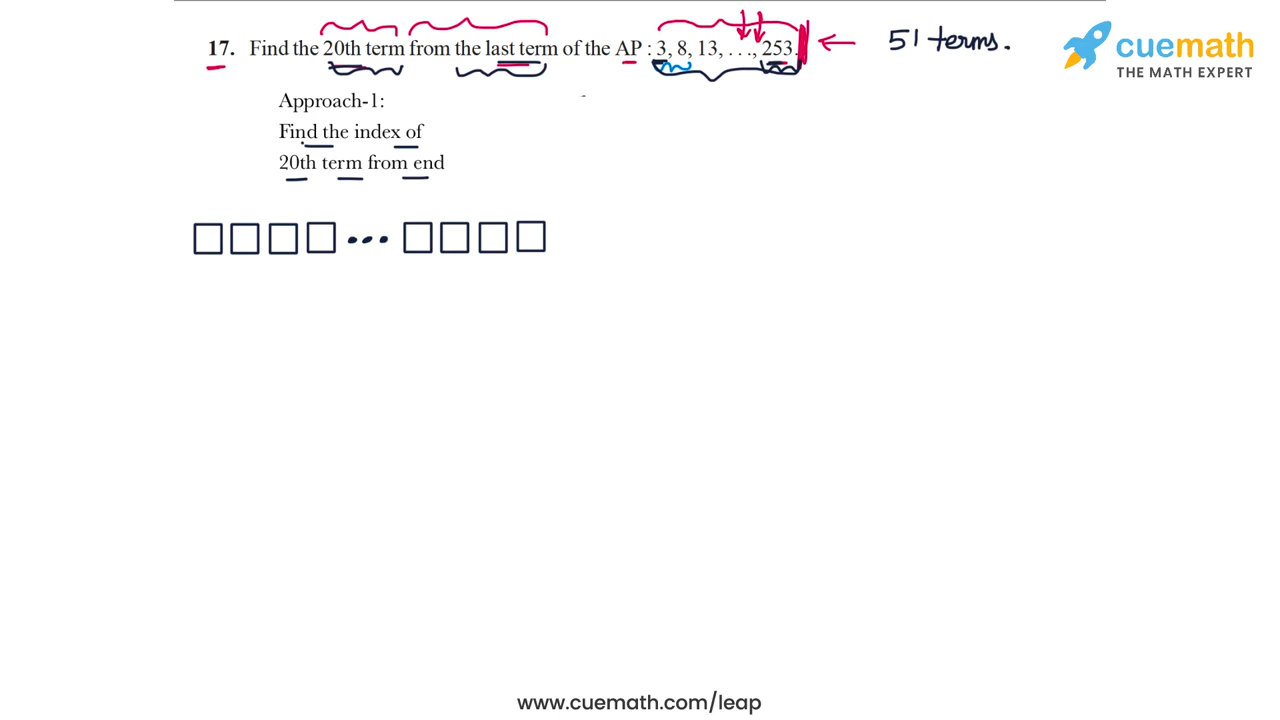 17. Find the 20th term from the last term of the AP : 3, 8, 13, . . ., 253. ← 51 terms.
cuemath
THE MATH EXPERT
Approach-1:
Find the index of
20th term from end
www.cuemath.com/leap